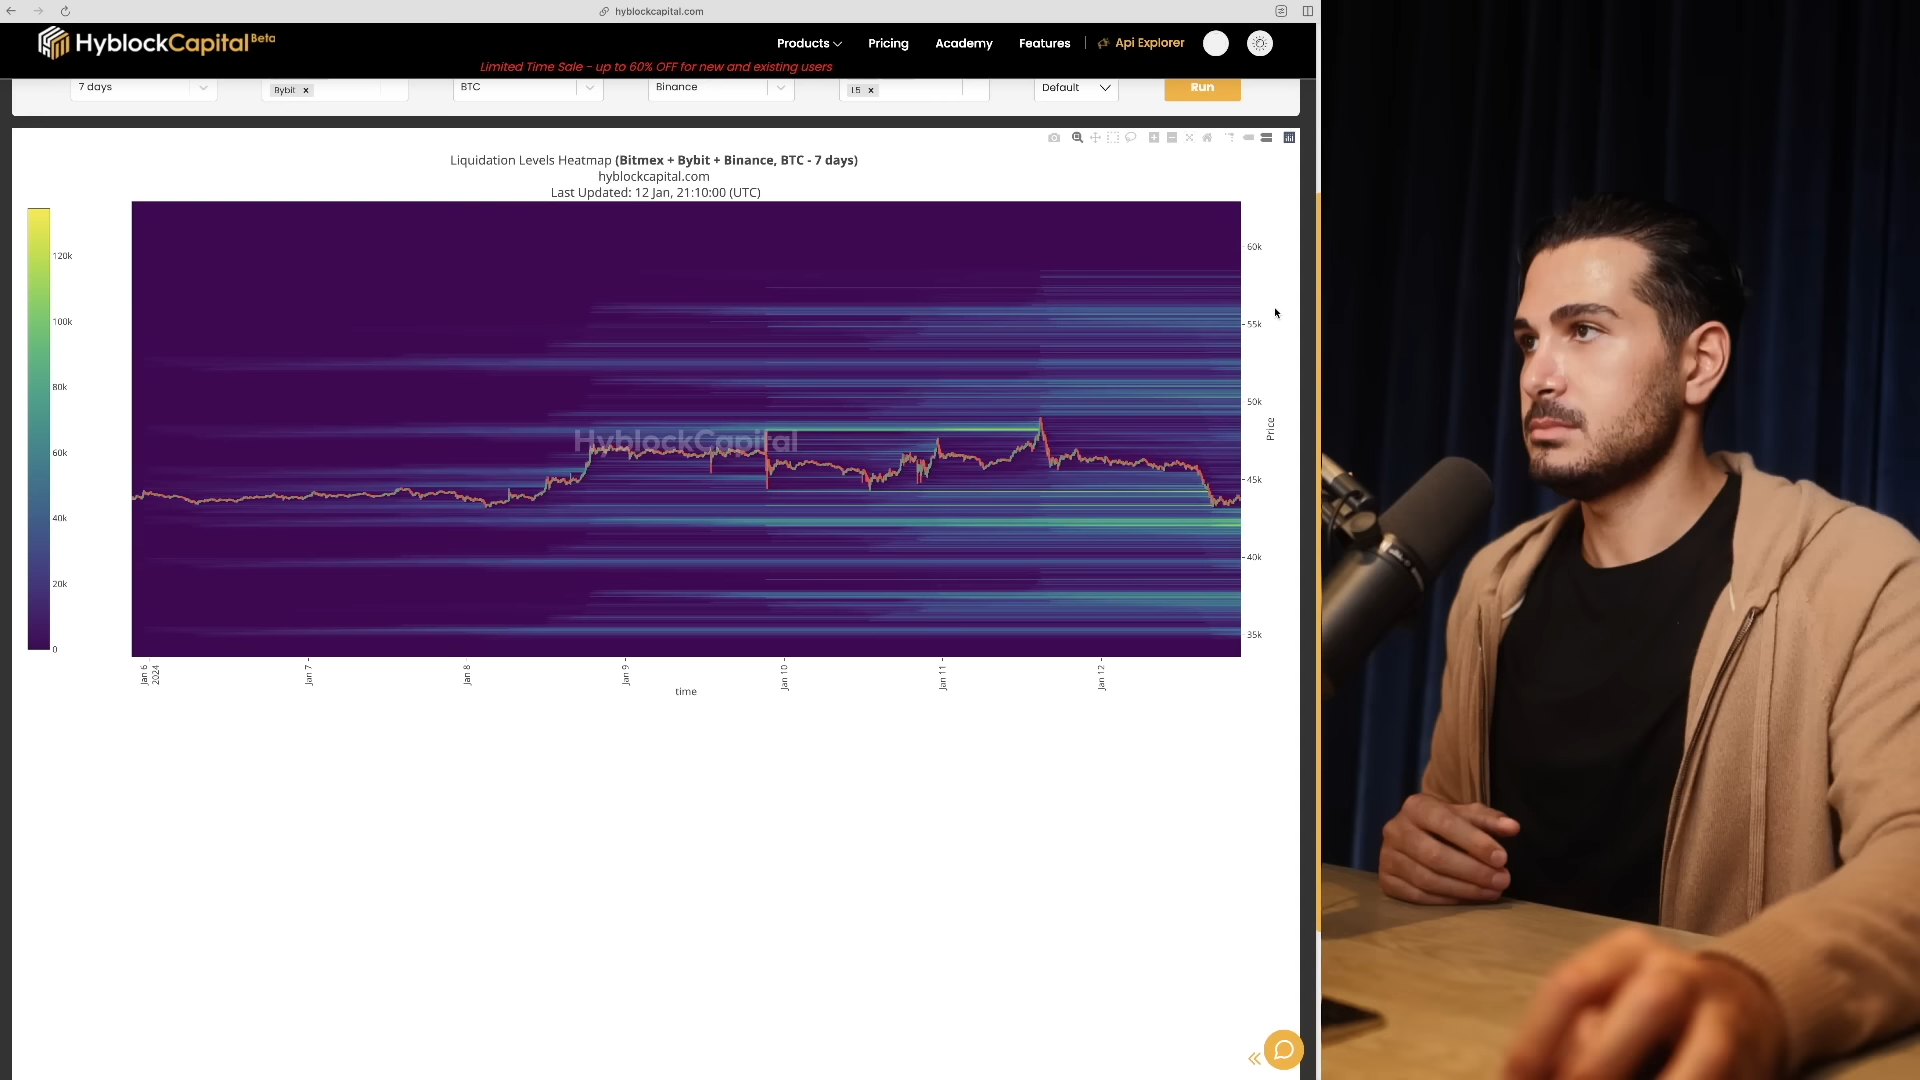 hyblockcapital.com
HyblockCapital Beta
Products
Pricing
Academy
Features
Api Explorer
Limited Time Sale - up to 60% OFF for new and existing users
7 days
Bybit x
BTC
Binance
1.5 x
Default
Run
Liquidation Levels Heatmap (Bitmex + Bybit + Binance, BTC - 7 days)
hyblockcapital.com
Last Updated: 12 Jan, 21:10:00 (UTC)
120k
100k
80k
60k
40k
20k
0
HyblockCapital
60k
55k
50k
45k
40k
35k
Price
Jan 6
2024
Jan 7
Jan 8
Jan 9
Jan 10
Jan 11
Jan 12
time